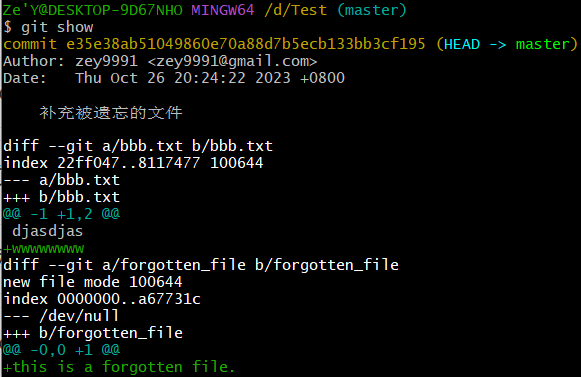 Ze'Y@DESKTOP-9D67NHO MINGW64 /d/Test (master)
$ git show
commit e35e38ab51049860e70a88d7b5ecb133bb3cf195 (HEAD -> master)
Author: zey9991 <zey9991@gmail.com>
Date:   Thu Oct 26 20:24:22 2023 +0800
    补充被遗忘的文件
diff --git a/bbb.txt b/bbb.txt
index 22ff047..8117477 100644
--- a/bbb.txt
+++ b/bbb.txt
@@ -1 +1,2 @@
 djasdjas
+wwwwwwww
diff --git a/forgotten_file b/forgotten_file
new file mode 100644
index 0000000..a67731c
--- /dev/null
+++ b/forgotten_file
@@ -0,0 +1 @@
+this is a forgotten file.